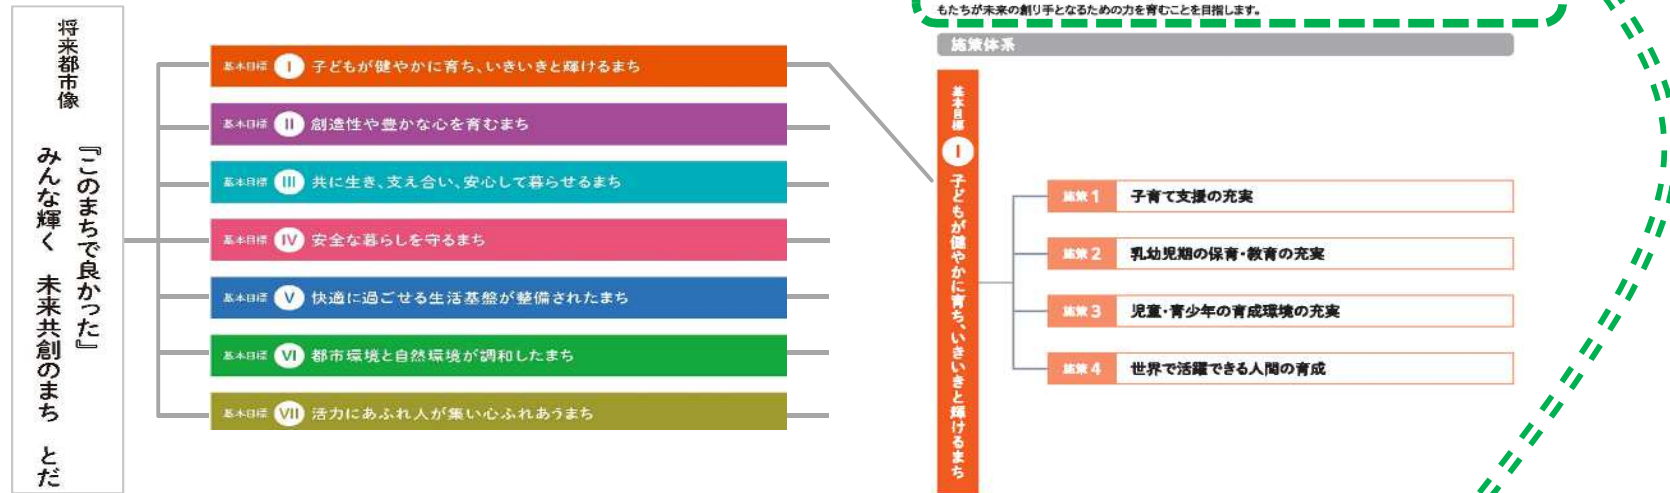 将来都市像
『このまちで良かった』
みんな輝く 未来共創のまち とだ
基本目標 I 子どもが健やかに育ち、いきいきと輝けるまち
基本目標 II 創造性や豊かな心を育むまち
基本目標 III 共に生き、支え合い、安心して暮らせるまち
基本目標 IV 安全な暮らしを守るまち
基本目標 V 快適に過ごせる生活基盤が整備されたまち
基本目標 VI 都市環境と自然環境が調和したまち
基本目標 VII 活力にあふれ人が集い心ふれあうまち
もたちが未来の創り手となるための力を育むことを目指します。
施策体系
基本目標 I 子どもが健やかに育ち、いきいきと輝けるまち
施策 1 子育て支援の充実
施策 2 乳幼児期の保育・教育の充実
施策 3 児童・青少年の育成環境の充実
施策 4 世界で活躍できる人間の育成